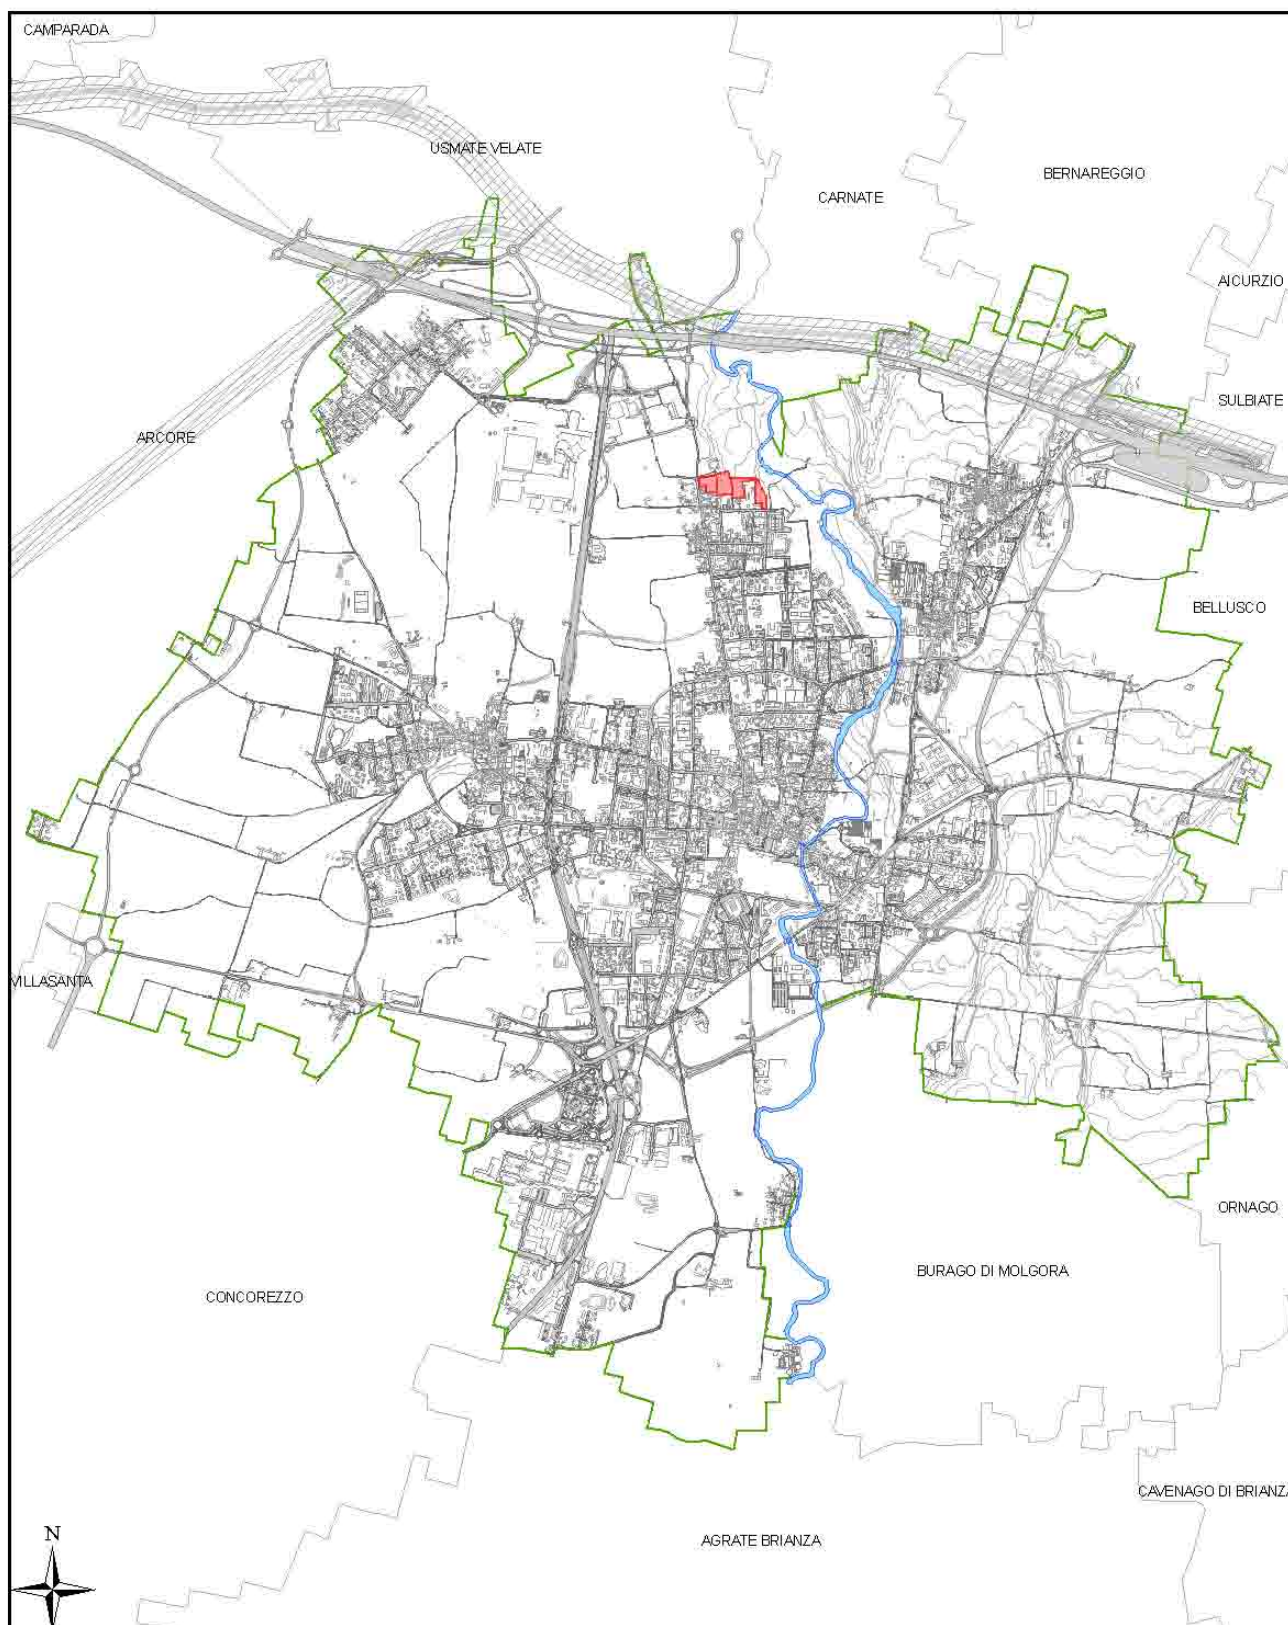 CAMPARADA
USMATE VELATE
BERNAREGGIO
CARNATE
AICURZIO
SULBIATE
ARCORE
BELLUSCO
VILLASANTA
ORNAGO
BURAGO DI MOLGORA
CONCOREZZO
CAVENAGO DI BRIANZA
AGRATE BRIANZA
N